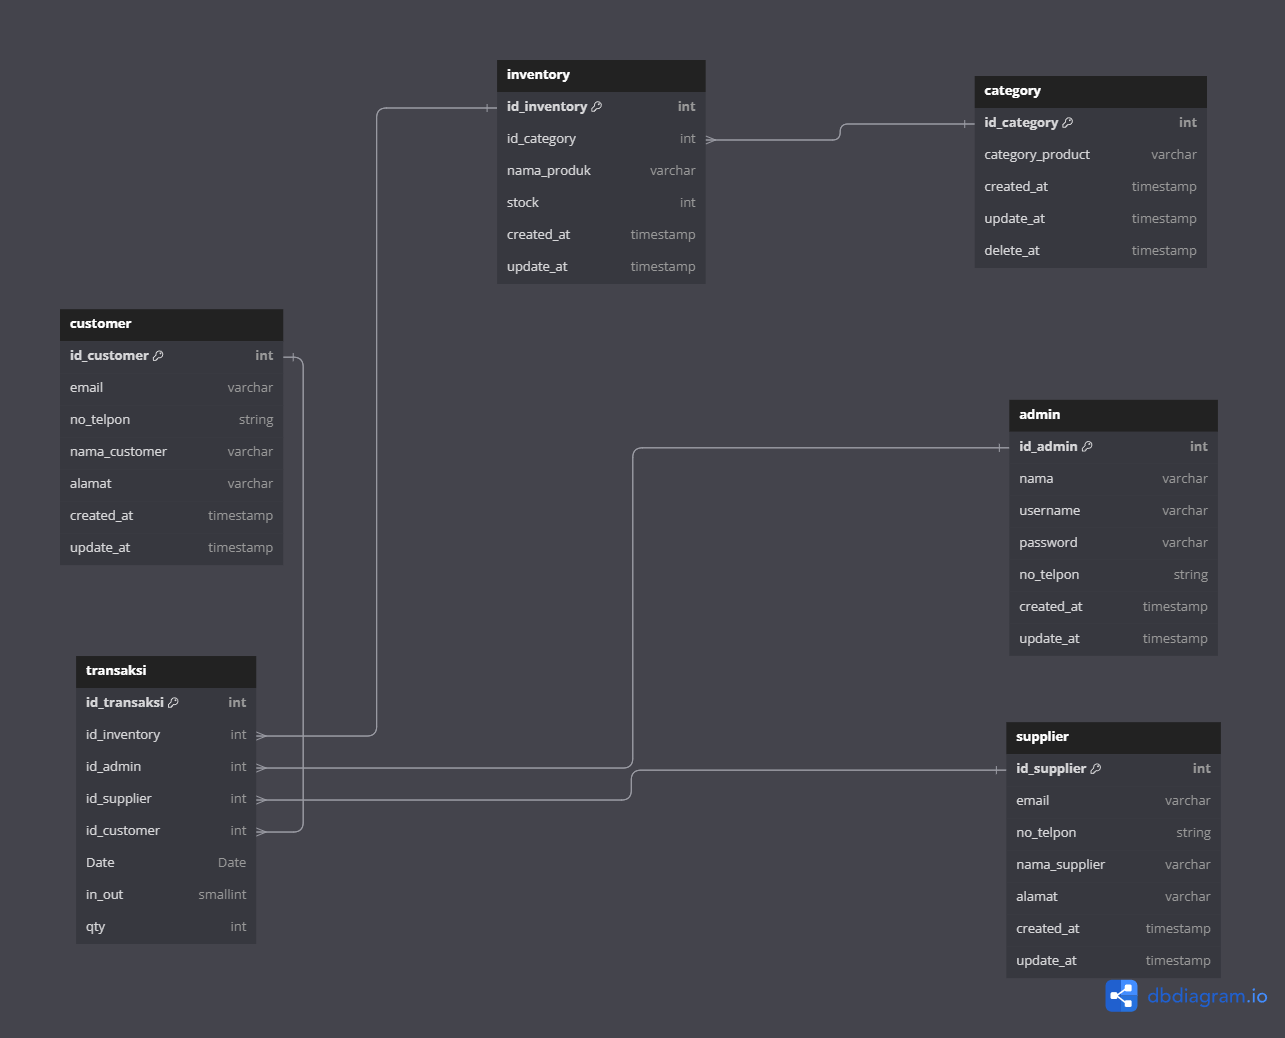 inventory
id_inventory int
id_category int
nama_produk varchar
stock int
created_at timestamp
update_at timestamp
category
id_category int
category_product varchar
created_at timestamp
update_at timestamp
delete_at timestamp
customer
id_customer int
email varchar
no_telpon string
nama_customer varchar
alamat varchar
created_at timestamp
update_at timestamp
admin
id_admin int
nama varchar
username varchar
password varchar
no_telpon string
created_at timestamp
update_at timestamp
transaksi
id_transaksi int
id_inventory int
id_admin int
id_supplier int
id_customer int
Date Date
in_out smallint
qty int
supplier
id_supplier int
email varchar
no_telpon string
nama_supplier varchar
alamat varchar
created_at timestamp
update_at timestamp
dbdiagram.io